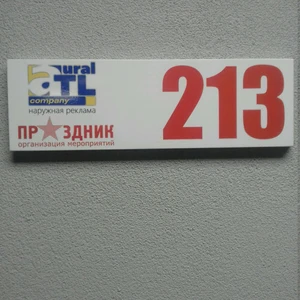 ural
aTL
company
наружная реклама
ПРАЗДНИК
организация мероприятий
213